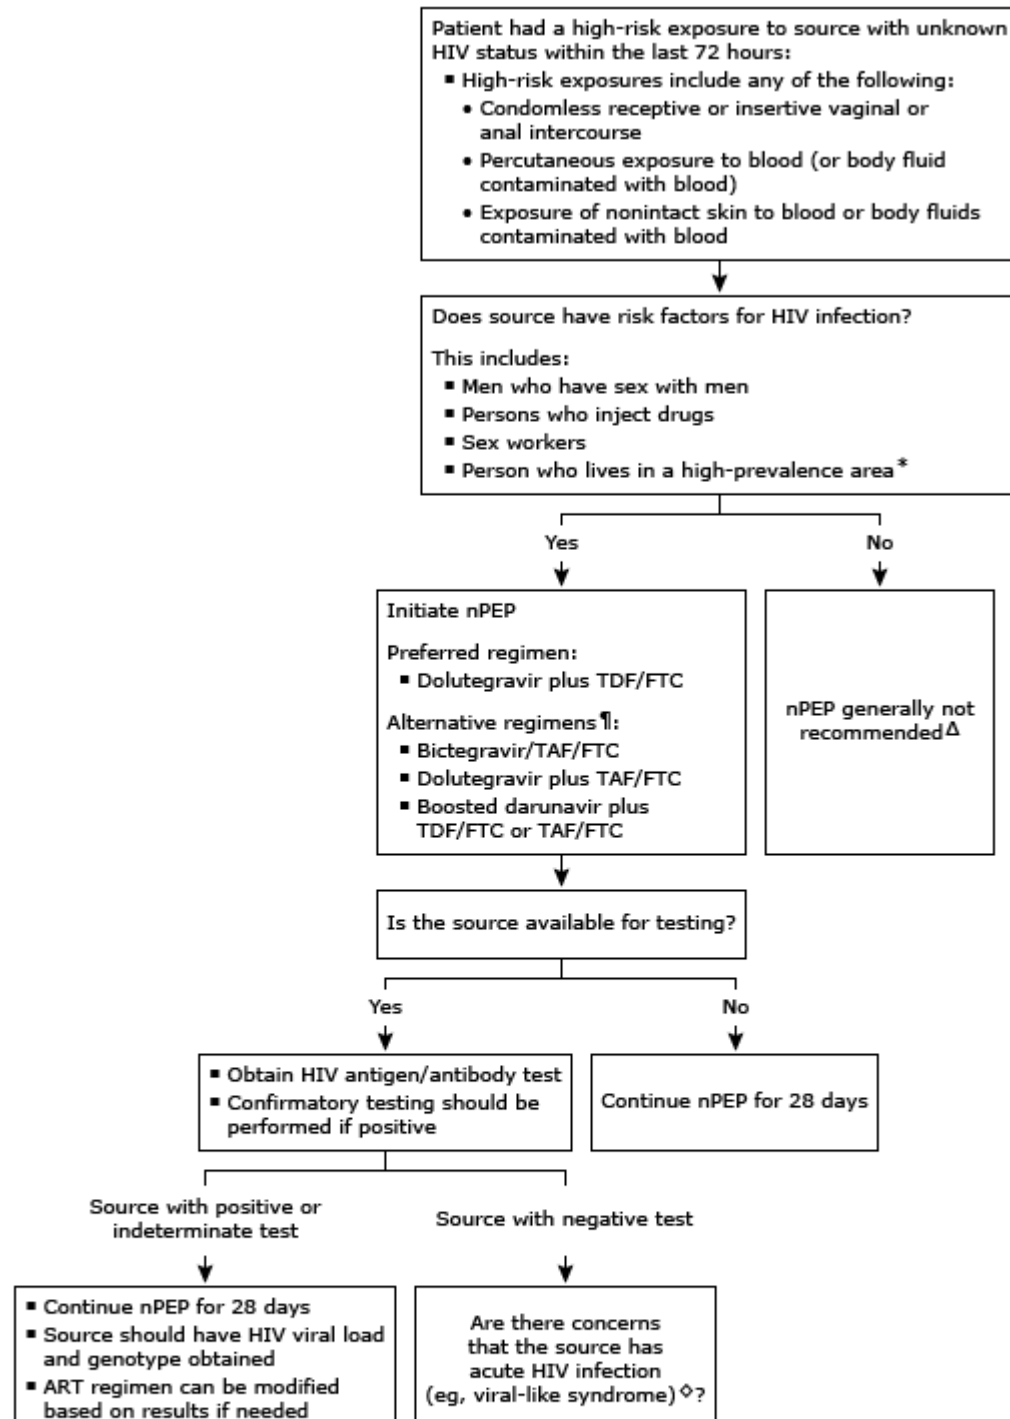 Patient had a high-risk exposure to source with unknown
HIV status within the last 72 hours:
▪ High-risk exposures include any of the following:
• Condomless receptive or insertive vaginal or
anal intercourse
• Percutaneous exposure to blood (or body fluid
contaminated with blood)
• Exposure of nonintact skin to blood or body fluids
contaminated with blood
Does source have risk factors for HIV infection?
This includes:
▪ Men who have sex with men
▪ Persons who inject drugs
▪ Sex workers
▪ Person who lives in a high-prevalence area*
Yes
No
Initiate nPEP
Preferred regimen:
▪ Dolutegravir plus TDF/FTC
Alternative regimens¶:
▪ Bictegravir/TAF/FTC
▪ Dolutegravir plus TAF/FTC
▪ Boosted darunavir plus
TDF/FTC or TAF/FTC
nPEP generally not
recommendedΔ
Is the source available for testing?
Yes
No
▪ Obtain HIV antigen/antibody test
▪ Confirmatory testing should be
performed if positive
Continue nPEP for 28 days
Source with positive or
indeterminate test
Source with negative test
▪ Continue nPEP for 28 days
▪ Source should have HIV viral load
and genotype obtained
▪ ART regimen can be modified
based on results if needed
Are there concerns
that the source has
acute HIV infection
(eg, viral-like syndrome)◇?